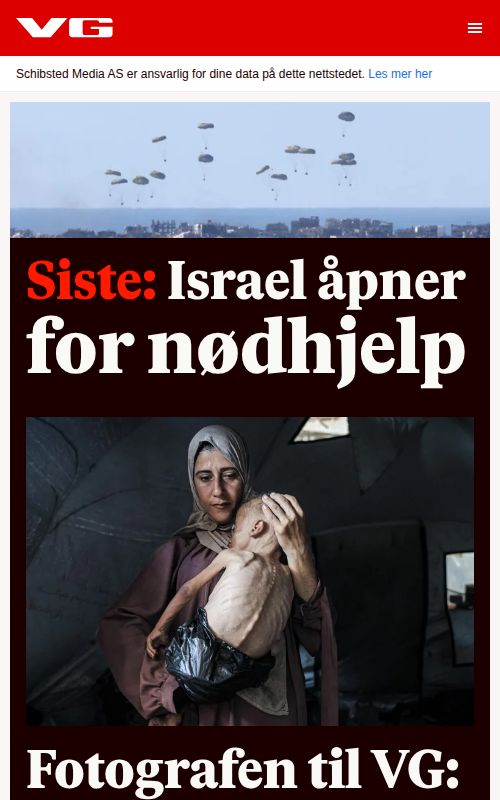 VG
Schibsted Media AS er ansvarlig for dine data på dette nettstedet. Les mer her
Siste: Israel åpner
for nødhjelp
Fotografen til VG: